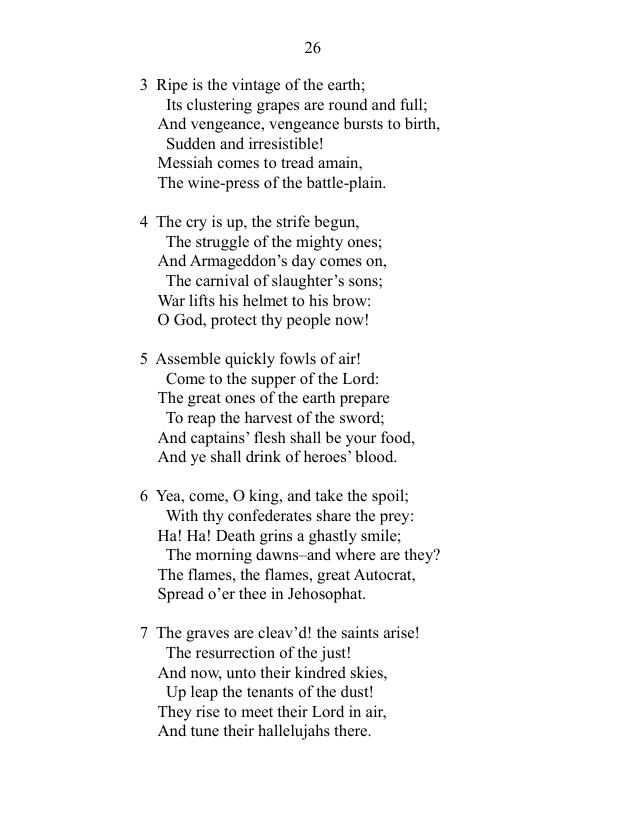 26
3 Ripe is the vintage of the earth;
Its clustering grapes are round and full;
And vengeance, vengeance bursts to birth,
Sudden and irresistible!
Messiah comes to tread amain,
The wine-press of the battle-plain.
4 The cry is up, the strife begun,
The struggle of the mighty ones;
And Armageddon’s day comes on,
The carnival of slaughter’s sons;
War lifts his helmet to his brow:
O God, protect thy people now!
5 Assemble quickly fowls of air!
Come to the supper of the Lord:
The great ones of the earth prepare
To reap the harvest of the sword;
And captains’ flesh shall be your food,
And ye shall drink of heroes’ blood.
6 Yea, come, O king, and take the spoil;
With thy confederates share the prey:
Ha! Ha! Death grins a ghastly smile;
The morning dawns–and where are they?
The flames, the flames, great Autocrat,
Spread o’er thee in Jehosophat.
7 The graves are cleav’d! the saints arise!
The resurrection of the just!
And now, unto their kindred skies,
Up leap the tenants of the dust!
They rise to meet their Lord in air,
And tune their hallelujahs there.